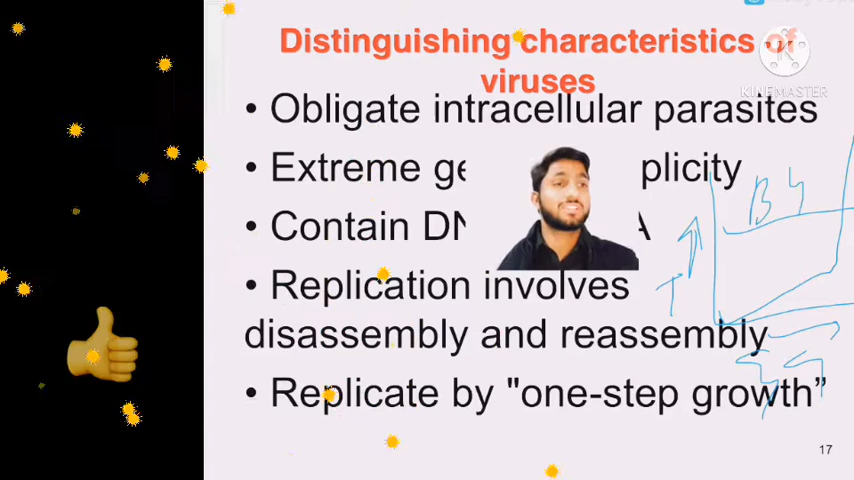 Distinguishing characteristics of
viruses
KINEMASTER
• Obligate intracellular parasites
• Extreme ge plicity
• Contain DN A
• Replication involves
disassembly and reassembly
• Replicate by "one-step growth”
17